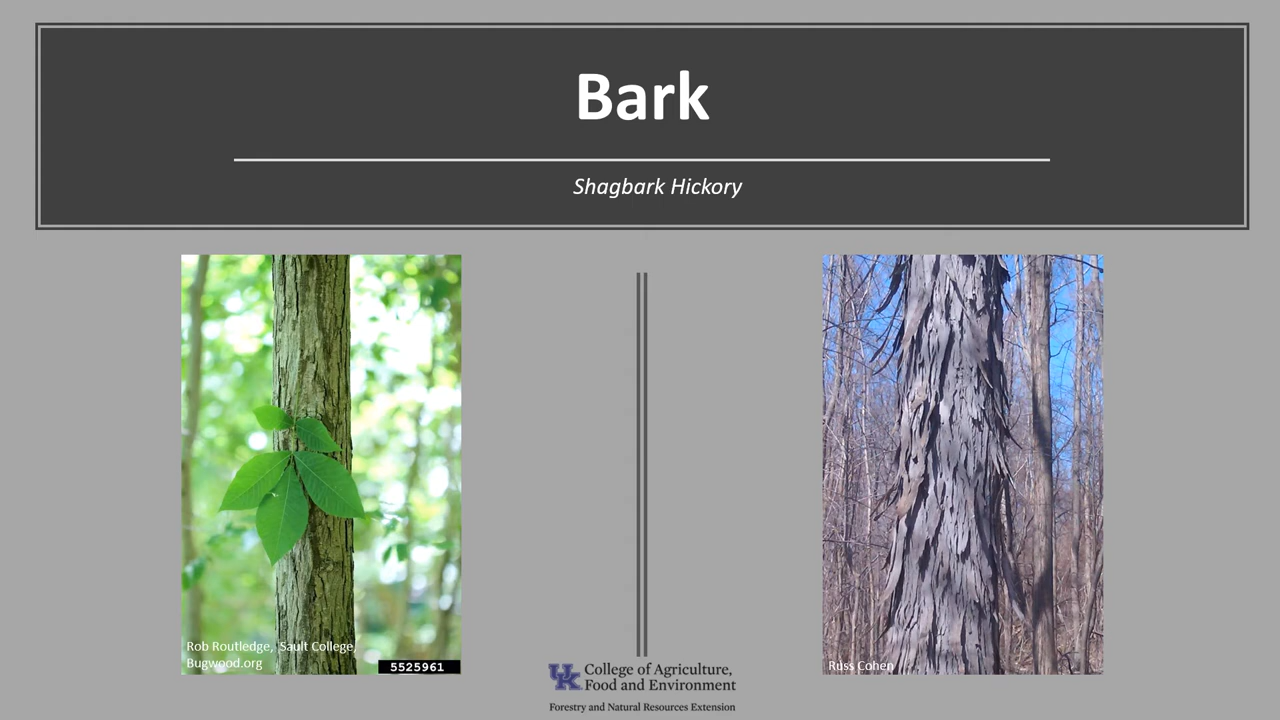 Bark
Shagbark Hickory
Rob Routledge, Sault College,
Bugwood.org
5525961
Russ Cohen
UK College of Agriculture,
Food and Environment
Forestry and Natural Resources Extension